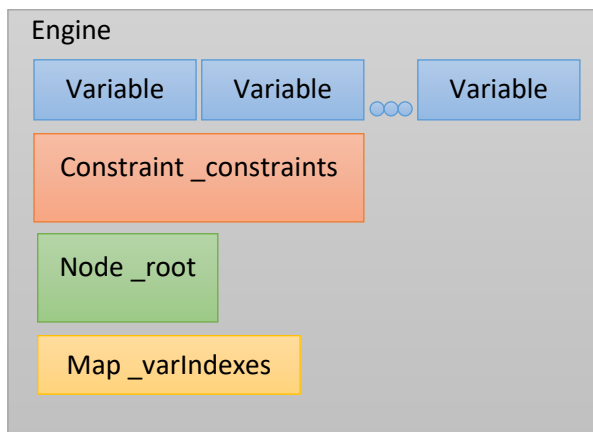 Engine
Variable Variable Variable
Constraint _constraints
Node _root
Map _varIndexes